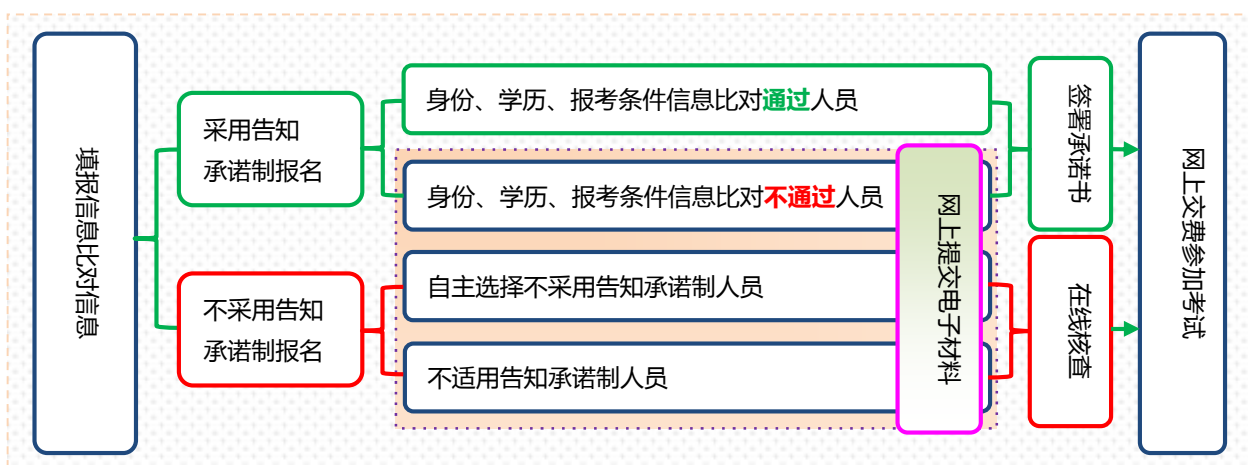 填报信息比对信息
采用告知
承诺制报名
不采用告知
承诺制报名
身份、学历、报考条件信息比对通过人员
身份、学历、报考条件信息比对不通过人员
自主选择不采用告知承诺制人员
不适用告知承诺制人员
网上提交电子材料
签署承诺书
在线核查
网上交费参加考试